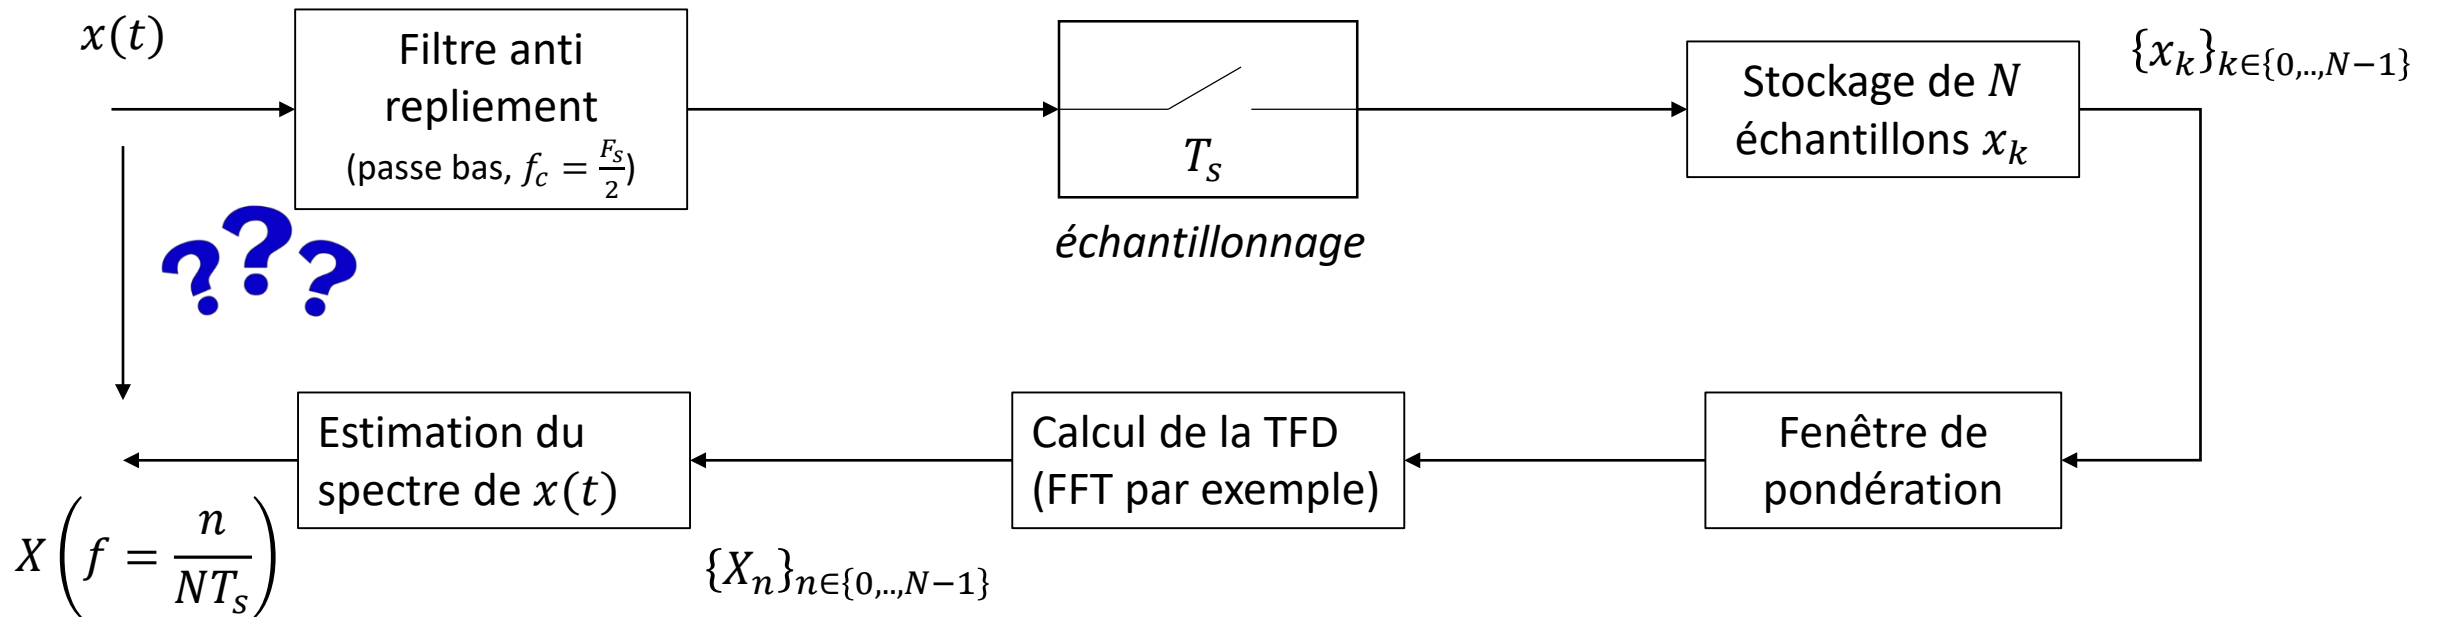 x(t)
Filtre anti
repliement
(passe bas, f_c = F_s/2)
T_s
échantillonnage
Stockage de N
échantillons x_k
{x_k}_{k∈{0,..,N−1}}
???
Fenêtre de
pondération
Calcul de la TFD
(FFT par exemple)
{X_n}_{n∈{0,..,N−1}}
Estimation du
spectre de x(t)
X(f = n/(NT_s))